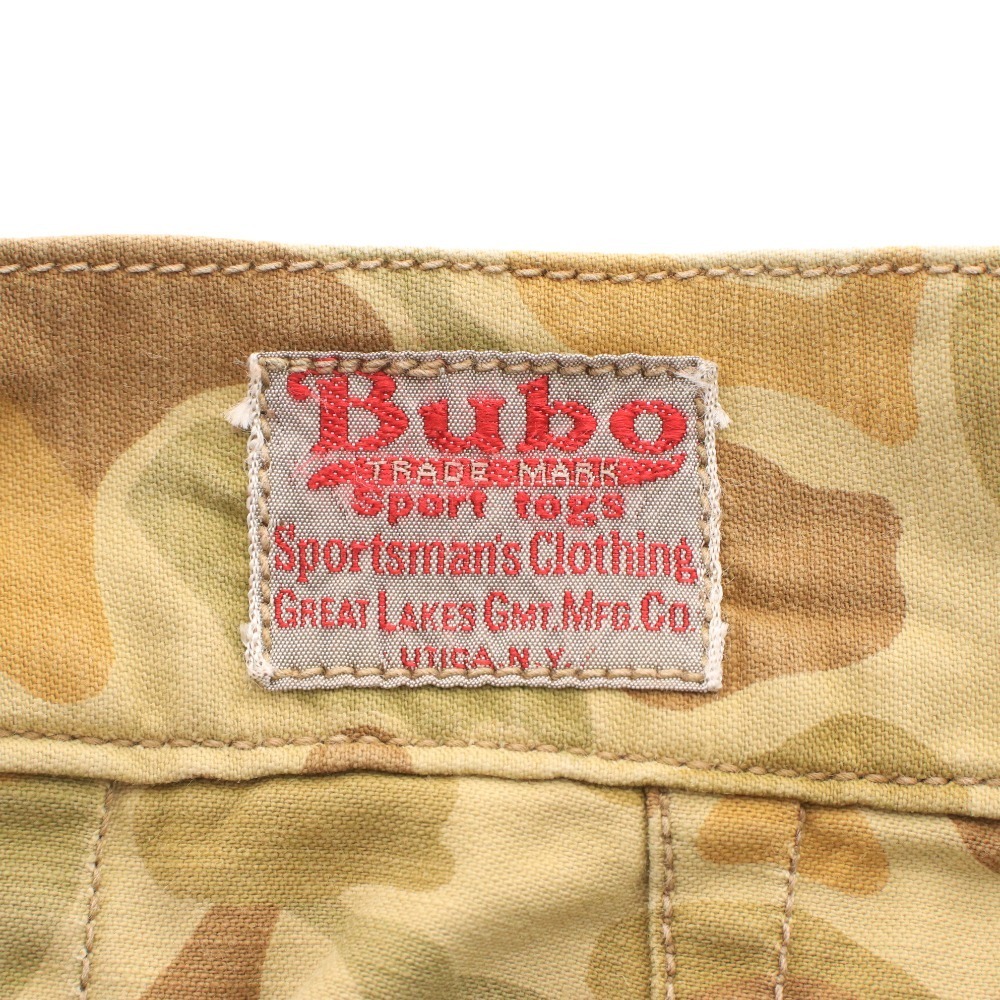 Bubo
TRADE MARK
Sport togs
Sportsman's Clothing
GREAT LAKES GMT. MFG. CO
UTICA, N.Y.